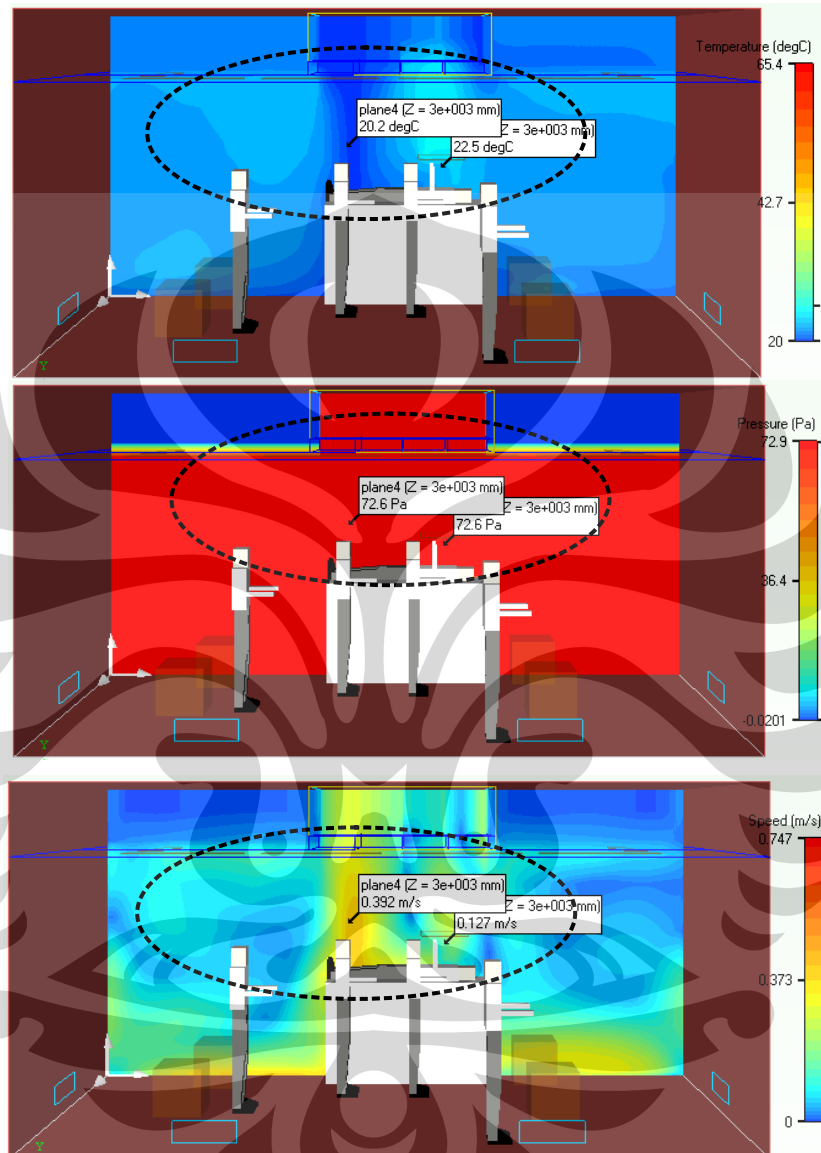 Temperature (degC)
65.4
plane4 (Z = 3e+003 mm)
20.2 degC
Z = 3e+003 mm)
22.5 degC
42.7
20
Y
Pressure (Pa)
72.9
plane4 (Z = 3e+003 mm)
72.6 Pa
Z = 3e+003 mm)
72.6 Pa
36.4
-0.0201
Y
Speed (m/s)
0.747
plane4 (Z = 3e+003 mm)
0.392 m/s
Z = 3e+003 mm)
0.127 m/s
0.373
0
Y